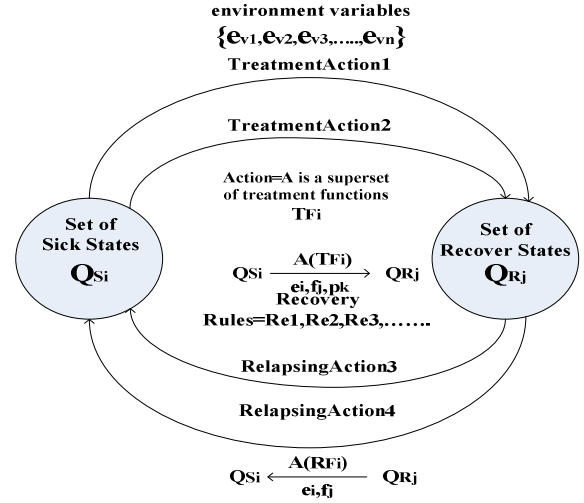 environment variables
{ev1,ev2,ev3,.....,evn}
TreatmentAction1
TreatmentAction2
Action=A is a superset
of treatment functions
TFi
Set of
Sick States
QSi
Set of
Recover States
QRj
A(TFi)
QSi QRj
ei,fj,pk
Recovery
Rules=Re1,Re2,Re3,.......
RelapsingAction3
RelapsingAction4
A(RFi)
QSi QRj
ei,fj